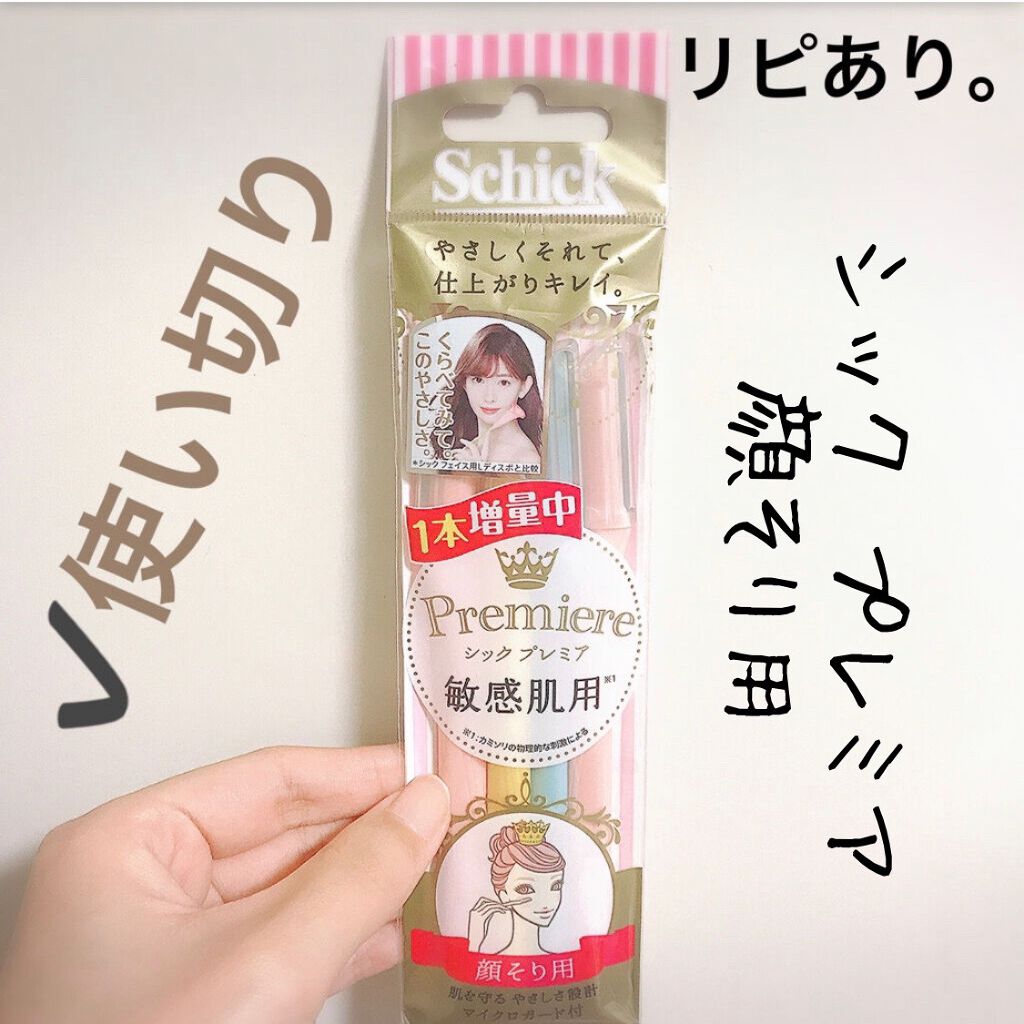 リピあり。
使い切り
シック プレミア
顔そり用
Schick
やさしくそれて、
仕上がりキレイ。
くらべてみて。
このやさしさ。
*シック フェイス用Lディスポと比較
1本増量中
Premiere
シック プレミア
敏感肌用※1
※1:カミソリの物理的な刺激による
顔そり用
肌を守る やさしさ設計
マイクロガード付